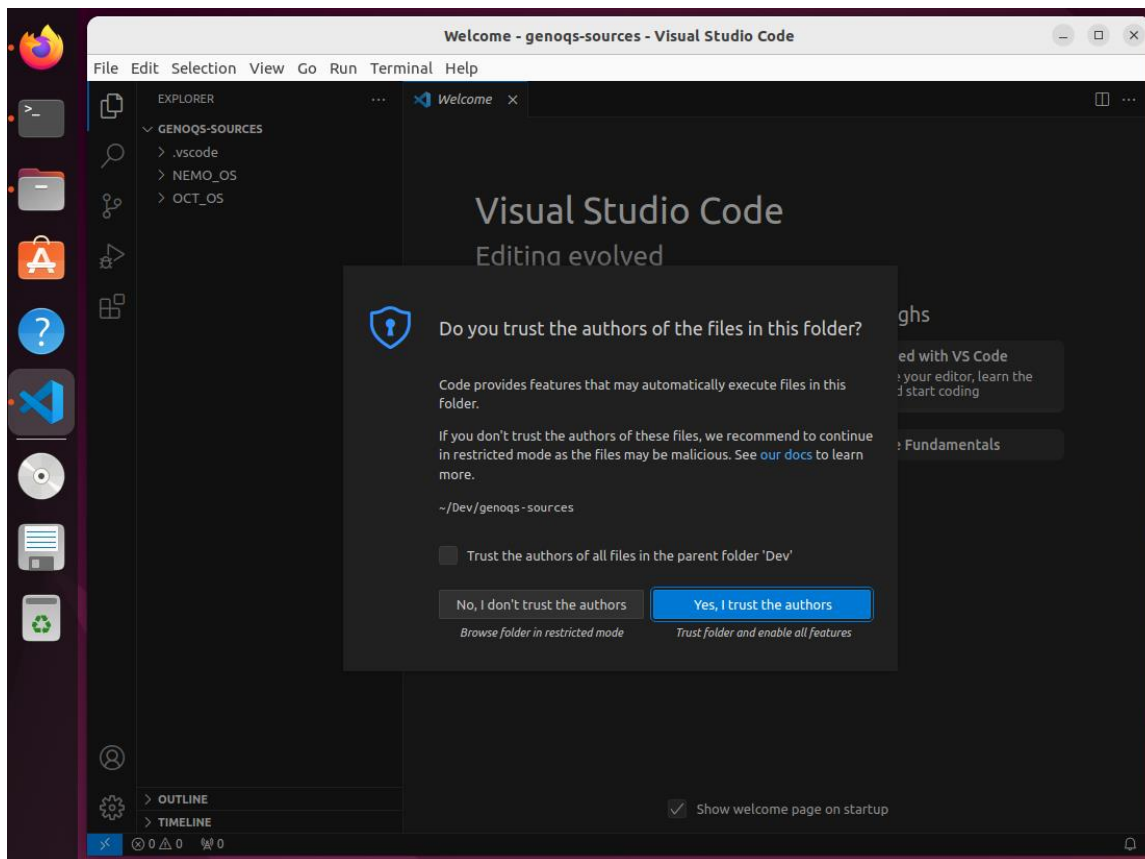 Welcome - genoqs-sources - Visual Studio Code
File Edit Selection View Go Run Terminal Help
EXPLORER
Welcome
GENOQS-SOURCES
.vscode
NEMO_OS
OCT_OS
Visual Studio Code
Editing evolved
Do you trust the authors of the files in this folder?
Code provides features that may automatically execute files in this
folder.
If you don't trust the authors of these files, we recommend to continue
in restricted mode as the files may be malicious. See our docs to learn
more.
~/Dev/genoqs-sources
Trust the authors of all files in the parent folder 'Dev'
No, I don't trust the authors
Yes, I trust the authors
Browse folder in restricted mode
Trust folder and enable all features
ghs
ed with VS Code
your editor, learn the
d start coding
Fundamentals
OUTLINE
TIMELINE
Show welcome page on startup
0 0 0